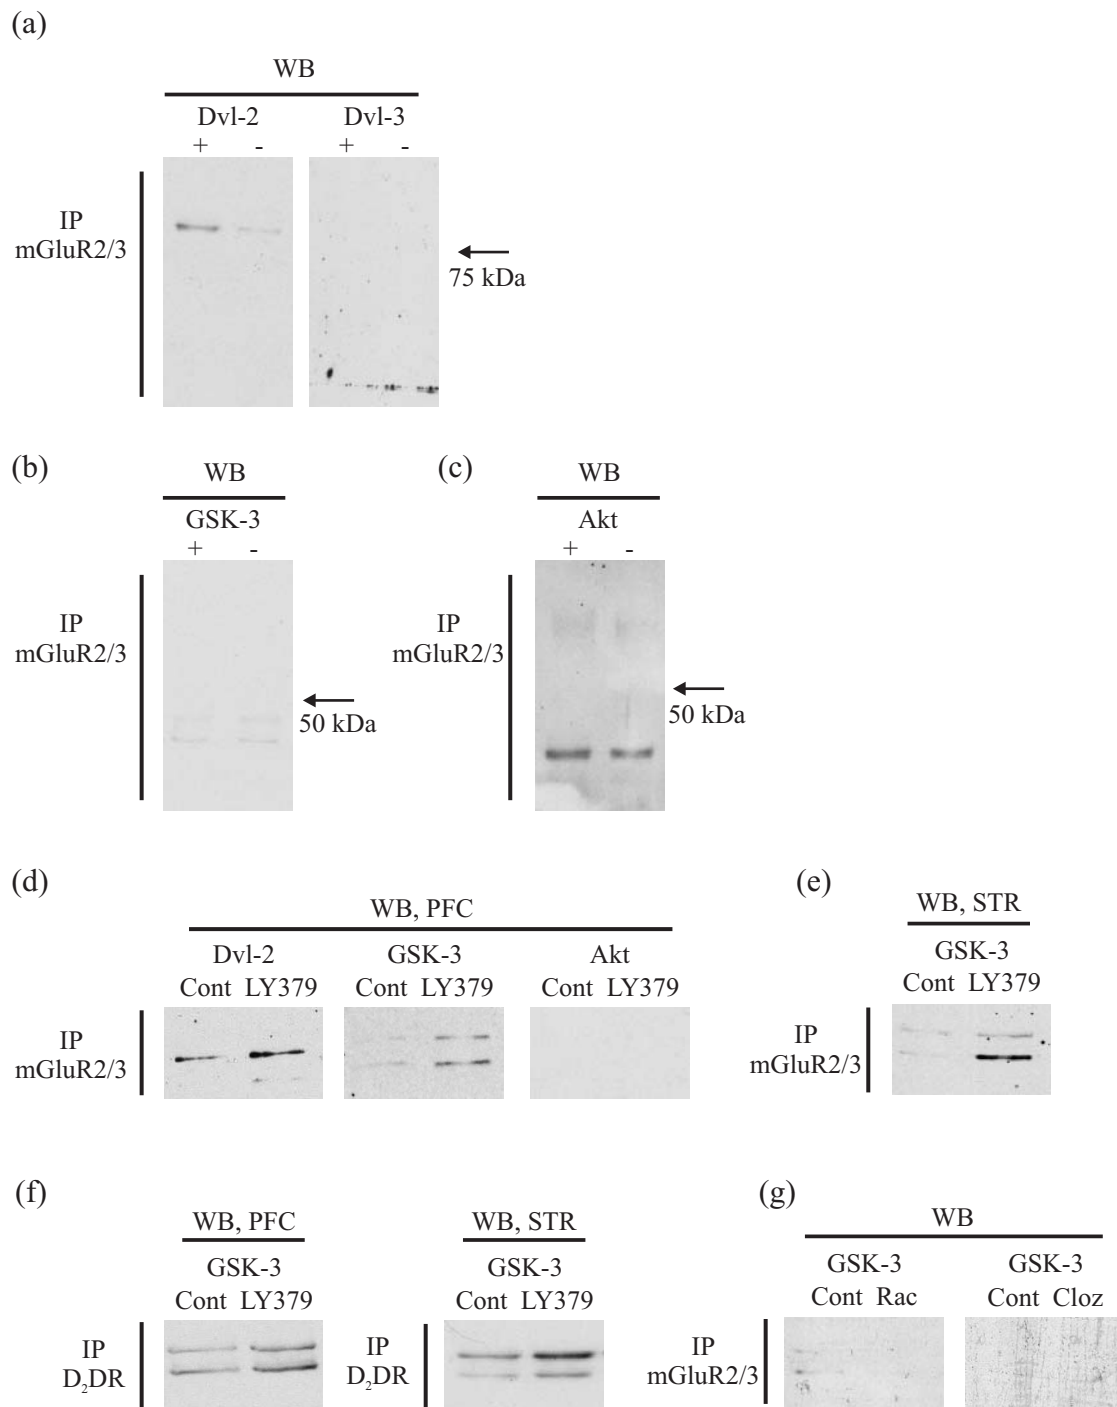 (a)
WB
Dvl-2 Dvl-3
+ - + -
IP
mGluR2/3
75 kDa
(b)
WB
GSK-3
+ -
IP
mGluR2/3
50 kDa
(c)
WB
Akt
+ -
IP
mGluR2/3
50 kDa
(d)
WB, PFC
Dvl-2 GSK-3 Akt
Cont LY379 Cont LY379 Cont LY379
IP
mGluR2/3
(e)
WB, STR
GSK-3
Cont LY379
IP
mGluR2/3
(f)
WB, PFC
GSK-3
Cont LY379
IP
D₂DR
WB, STR
GSK-3
Cont LY379
IP
D₂DR
(g)
WB
GSK-3 GSK-3
Cont Rac Cont Cloz
IP
mGluR2/3